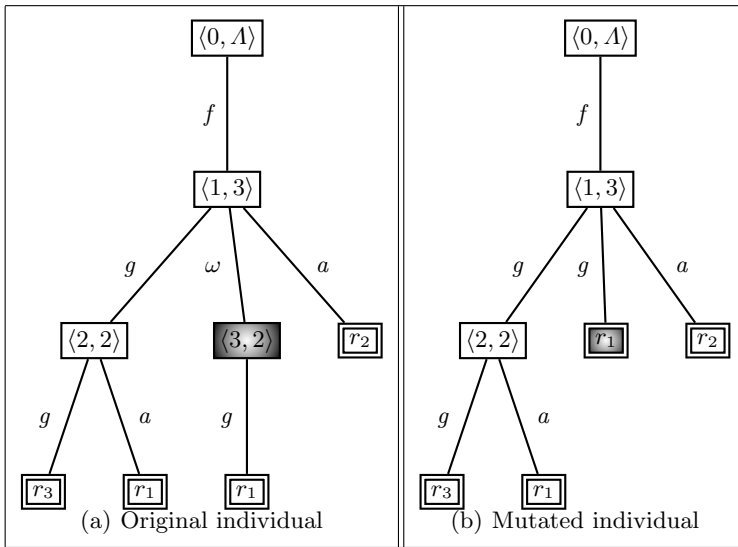 ⟨0, Λ⟩ ⟨0, Λ⟩
f f
⟨1, 3⟩ ⟨1, 3⟩
g ω a g g a
⟨2, 2⟩ ⟨3, 2⟩ r₂ ⟨2, 2⟩ r₁ r₂
g a g g a
r₃ r₁ r₁ r₃ r₁
(a) Original individual (b) Mutated individual